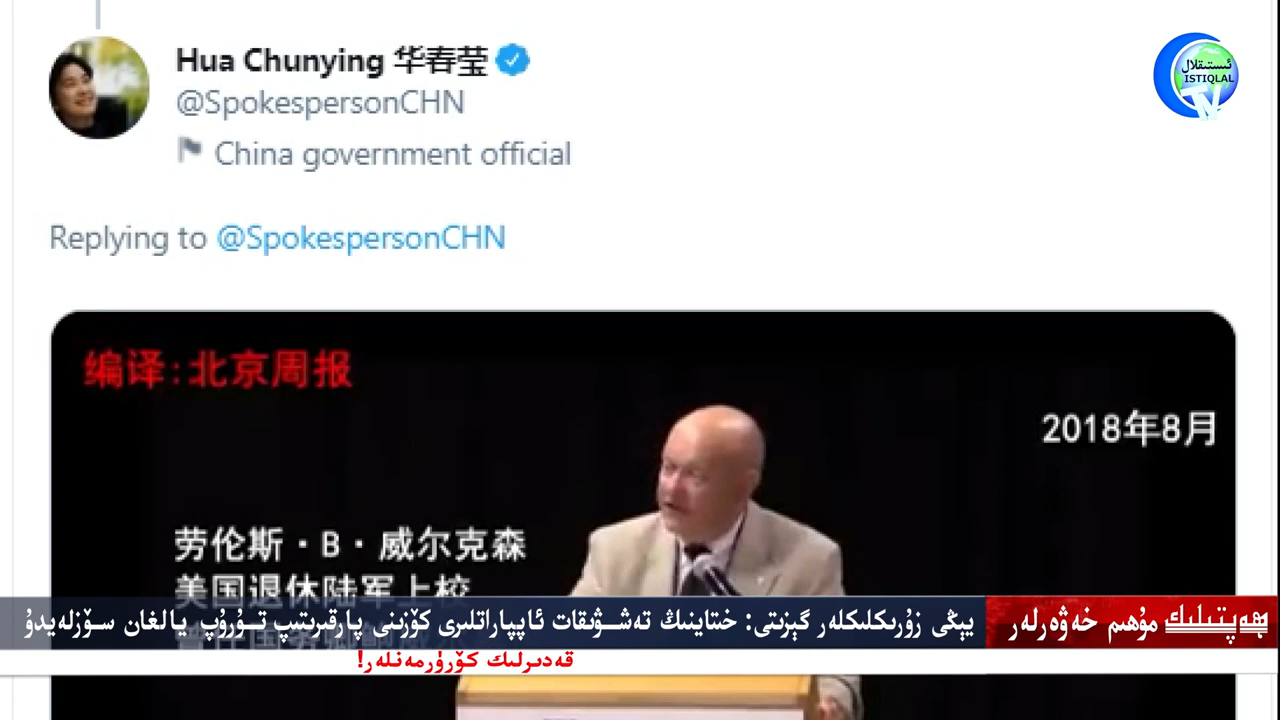 Hua Chunying 华春莹
@SpokespersonCHN
China government official
ئىستىقلال
ISTIQLAL
TV
Replying to @SpokespersonCHN
编译:北京周报
2018年8月
劳伦斯·B·威尔克森
美国退休陆军上校
ھەپتىلىك مۇھىم خەۋەرلەر
يېڭى زۇرىكلىكلەر گېزىتى: خىتاينىڭ تەشۋىقات ئاپپاراتلىرى كۆزىنى پارقىرىتىپ تۇرۇپ يالغان سۆزلەيدۇ
قەدىرلىك كۆرۈرمەنلەر!